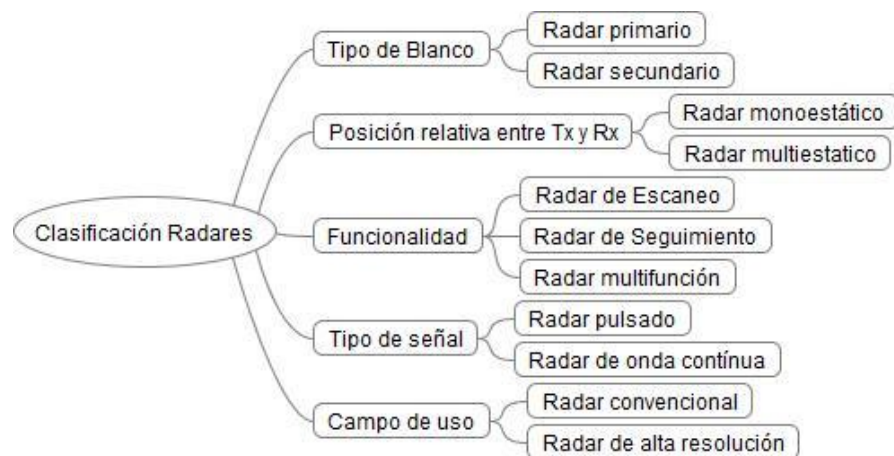 Clasificación Radares
Tipo de Blanco
Radar primario
Radar secundario
Posición relativa entre Tx y Rx
Radar monoestático
Radar multiestatico
Funcionalidad
Radar de Escaneo
Radar de Seguimiento
Radar multifunción
Tipo de señal
Radar pulsado
Radar de onda contínua
Campo de uso
Radar convencional
Radar de alta resolución